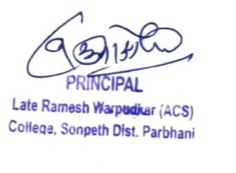 PRINCIPAL
Late Ramesh Warpudkar (ACS)
College, Sonpeth Dist. Parbhani